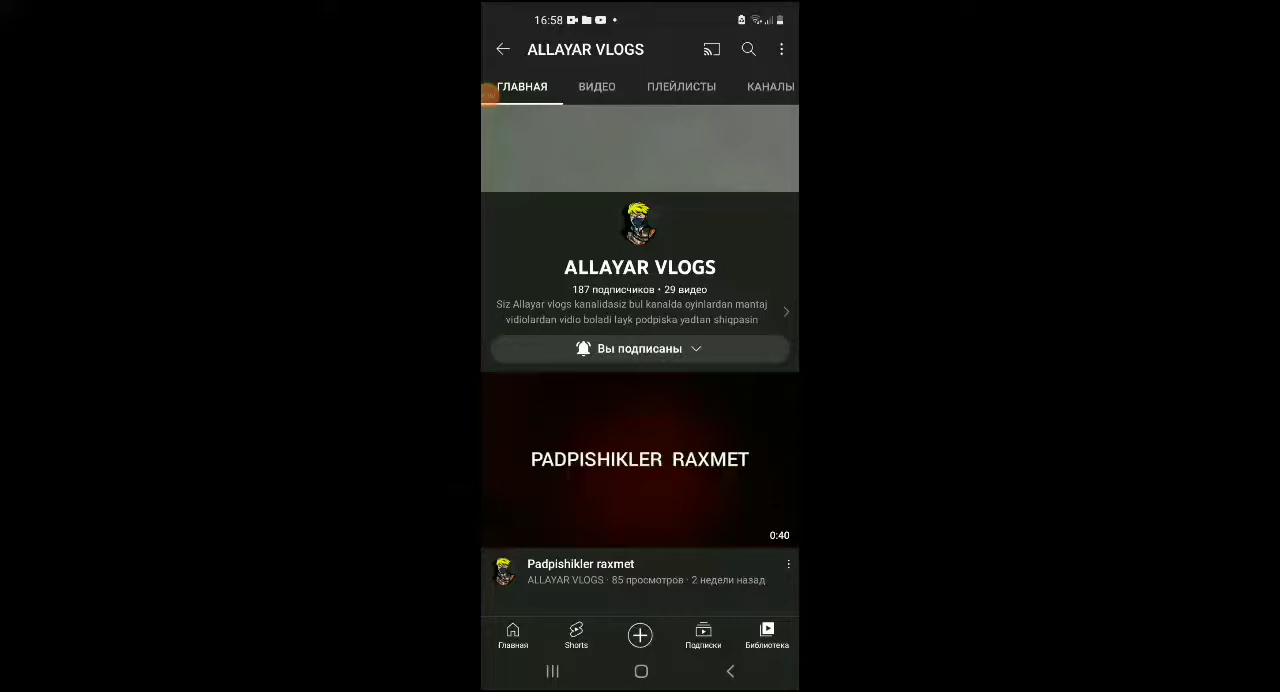 16:58
ALLAYAR VLOGS
ГЛАВНАЯ ВИДЕО ПЛЕЙЛИСТЫ КАНАЛЫ
ALLAYAR VLOGS
187 подписчиков • 29 видео
Siz Allayar vlogs kanalidasiz bul kanalda oyinlardan mantaj
vidiolardan vidio boladi layk podpiska yadtan shiqpasin
Вы подписаны
PADPISHIKLER RAXMET
0:40
Padpishikler raxmet
ALLAYAR VLOGS · 85 просмотров · 2 недели назад
Главная Shorts Подписки Библиотека